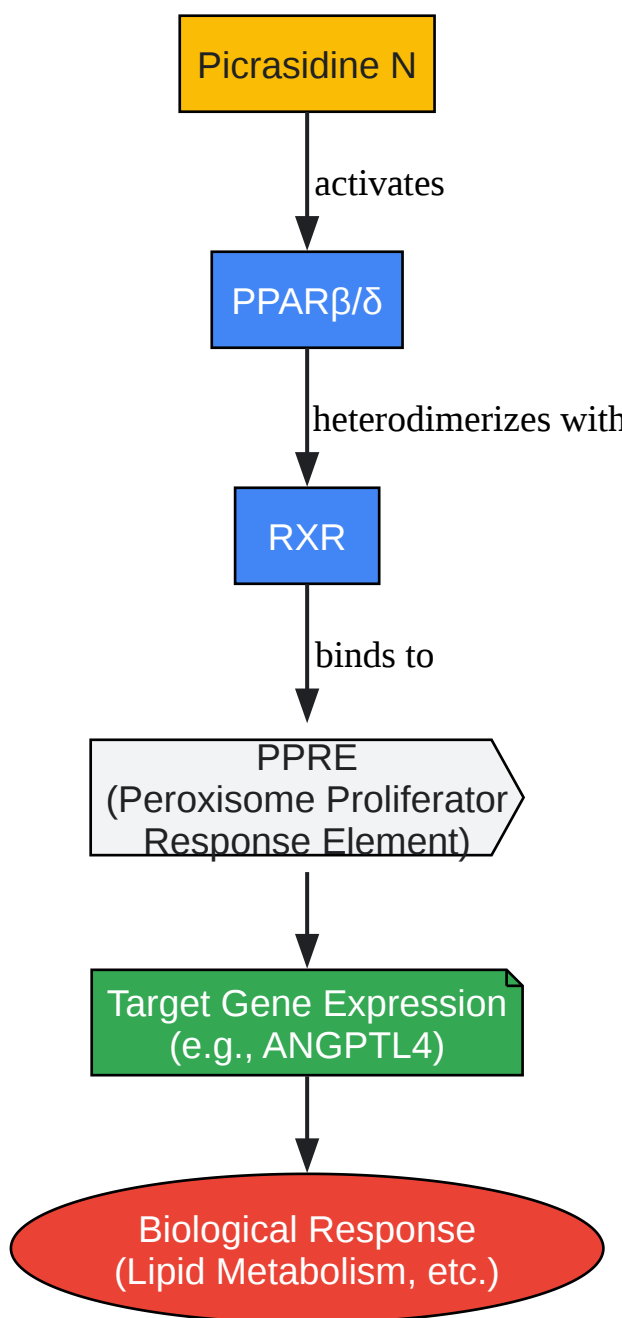 Picrasidine N
activates
PPARβ/δ
heterodimerizes with
RXR
binds to
PPRE
(Peroxisome Proliferator
Response Element)
Target Gene Expression
(e.g., ANGPTL4)
Biological Response
(Lipid Metabolism, etc.)